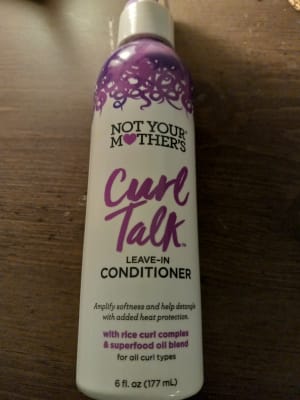 NOT YOUR
MOTHER'S
Curl
Talk™
LEAVE-IN
CONDITIONER
Amplify softness and help detangle
with added heat protection.
with rice curl complex
& superfood oil blend
for all curl types
6 fl. oz (177 mL)